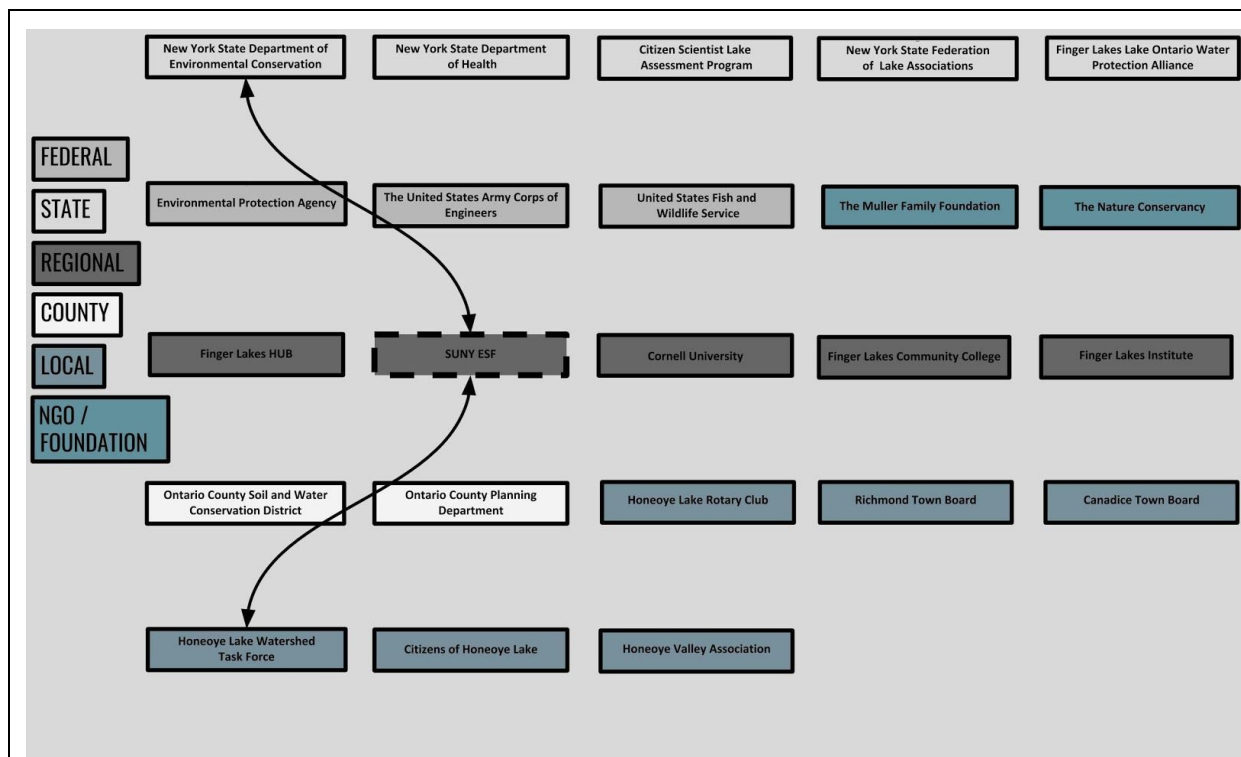 New York State Department of
Environmental Conservation
New York State Department
of Health
Citizen Scientist Lake
Assessment Program
New York State Federation
of Lake Associations
Finger Lakes Lake Ontario Water
Protection Alliance
FEDERAL
STATE
REGIONAL
COUNTY
LOCAL
NGO /
FOUNDATION
Environmental Protection Agency
The United States Army Corps of
Engineers
United States Fish and
Wildlife Service
The Muller Family Foundation
The Nature Conservancy
Finger Lakes HUB
SUNY ESF
Cornell University
Finger Lakes Community College
Finger Lakes Institute
Ontario County Soil and Water
Conservation District
Ontario County Planning
Department
Honeoye Lake Rotary Club
Richmond Town Board
Canadice Town Board
Honeoye Lake Watershed
Task Force
Citizens of Honeoye Lake
Honeoye Valley Association